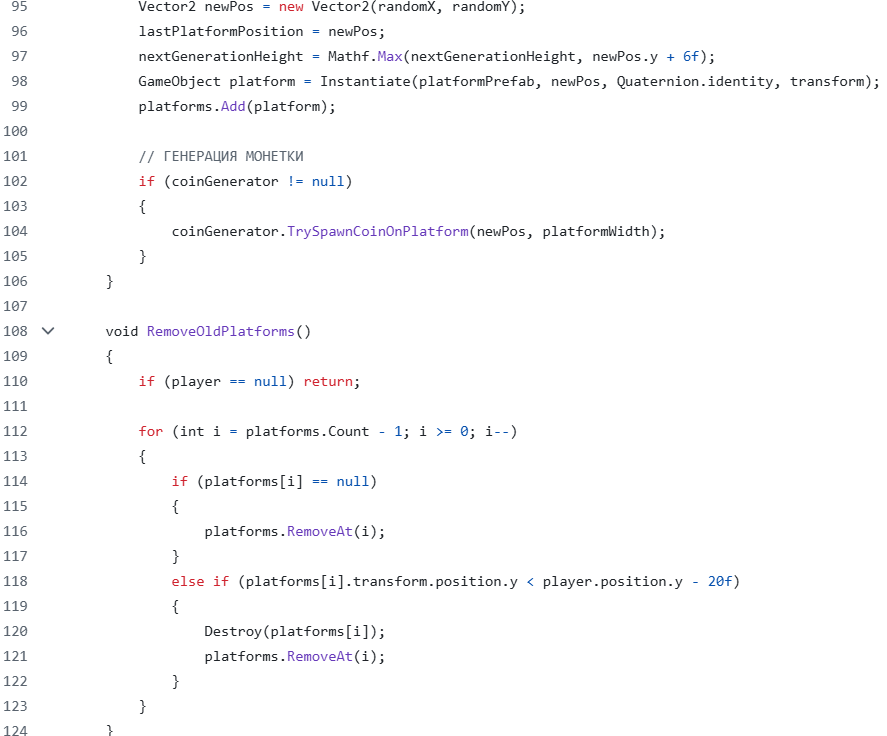 95 Vector2 newPos = new Vector2(randomX, randomY);
96 lastPlatformPosition = newPos;
97 nextGenerationHeight = Mathf.Max(nextGenerationHeight, newPos.y + 6f);
98 GameObject platform = Instantiate(platformPrefab, newPos, Quaternion.identity, transform);
99 platforms.Add(platform);
100
101 // ГЕНЕРАЦИЯ МОНЕТКИ
102 if (coinGenerator != null)
103 {
104 coinGenerator.TrySpawnCoinOnPlatform(newPos, platformWidth);
105 }
106 }
107
108 void RemoveOldPlatforms()
109 {
110 if (player == null) return;
111
112 for (int i = platforms.Count - 1; i >= 0; i--)
113 {
114 if (platforms[i] == null)
115 {
116 platforms.RemoveAt(i);
117 }
118 else if (platforms[i].transform.position.y < player.position.y - 20f)
119 {
120 Destroy(platforms[i]);
121 platforms.RemoveAt(i);
122 }
123 }
124 }